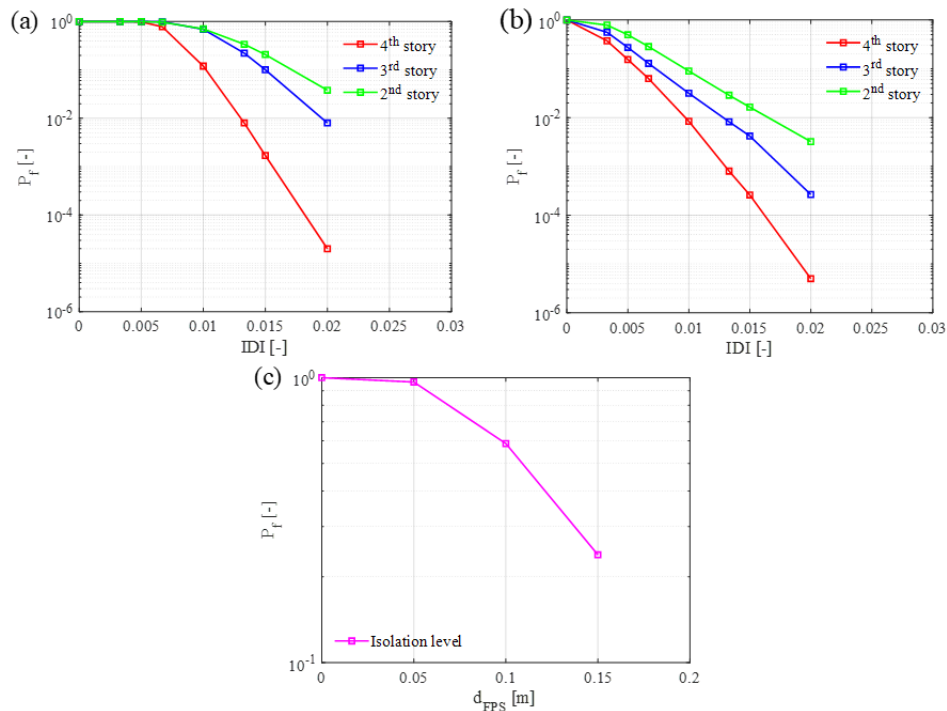 (a)
10^0
10^-2
10^-4
10^-6
P_f [-]
4^th story
3^rd story
2^nd story
0 0.005 0.01 0.015 0.02 0.025 0.03
IDI [-]
(b)
10^0
10^-2
10^-4
10^-6
P_f [-]
4^th story
3^rd story
2^nd story
0 0.005 0.01 0.015 0.02 0.025 0.03
IDI [-]
(c)
10^0
10^-1
P_f [-]
Isolation level
0 0.05 0.1 0.15 0.2
d_FPS [m]